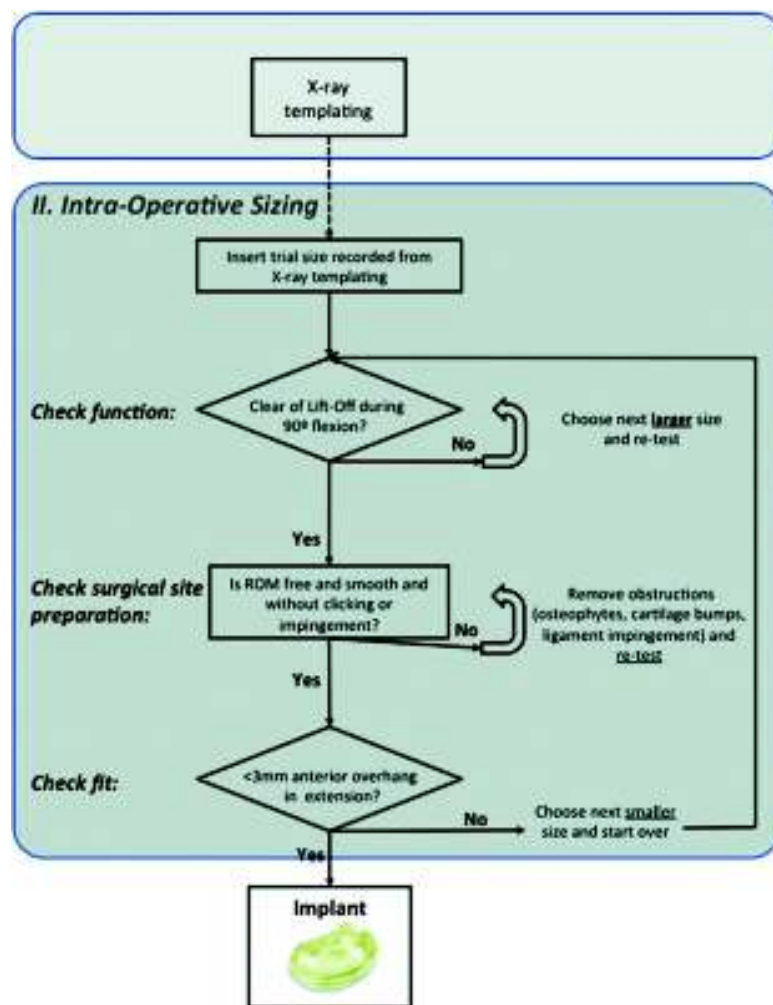 X-ray
templating
II. Intra-Operative Sizing
Insert trial size recorded from
X-ray templating
Check function:
Clear of Lift-Off during
90º flexion?
No
Choose next larger size
and re-test
Yes
Check surgical site
preparation:
Is ROM free and smooth and
without clicking or
impingement?
No
Remove obstructions
(osteophytes, cartilage bumps,
ligament impingement) and
re-test
Yes
Check fit:
<3mm anterior overhang
in extension?
No
Choose next smaller
size and start over
Yes
Implant